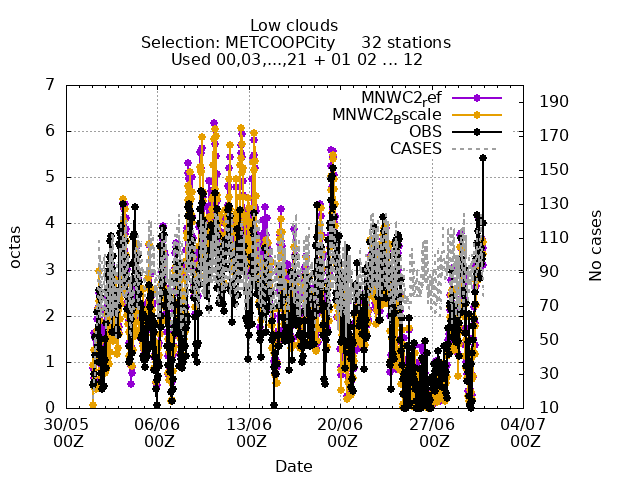 Low clouds
Selection: METCOOPCity     32 stations
Used 00,03,...,21 + 01 02 ... 12
MNWC2_ref
MNWC2_Bscale
OBS
CASES
octas
7
6
5
4
3
2
1
0
No cases
190
170
150
130
110
90
70
50
30
10
30/05 06/06 13/06 20/06 27/06 04/07
00Z 00Z 00Z 00Z 00Z 00Z
Date